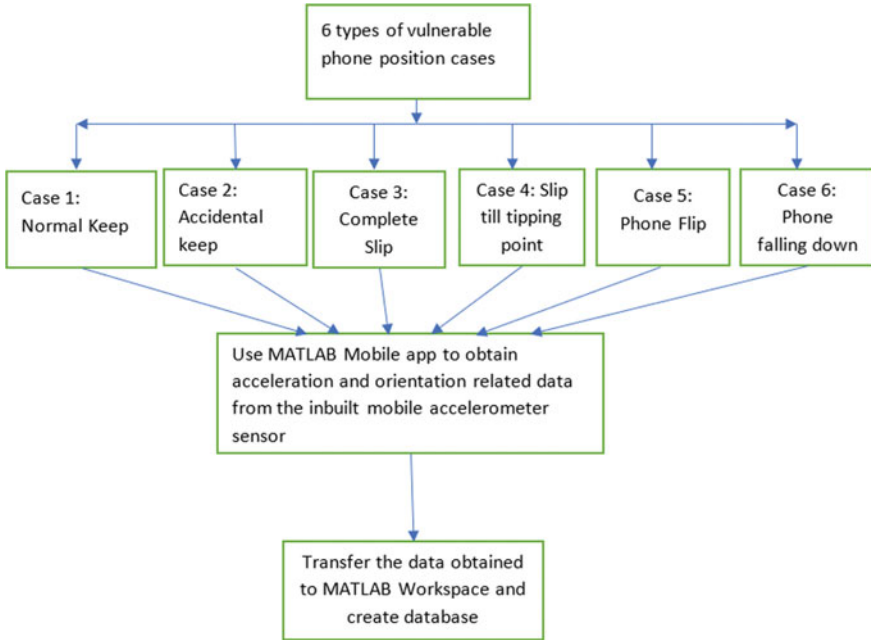 6 types of vulnerable
phone position cases
Case 1:
Normal Keep
Case 2:
Accidental
keep
Case 3:
Complete
Slip
Case 4: Slip
till tipping
point
Case 5:
Phone Flip
Case 6:
Phone
falling down
Use MATLAB Mobile app to obtain
acceleration and orientation related data
from the inbuilt mobile accelerometer
sensor
Transfer the data obtained
to MATLAB Workspace and
create database